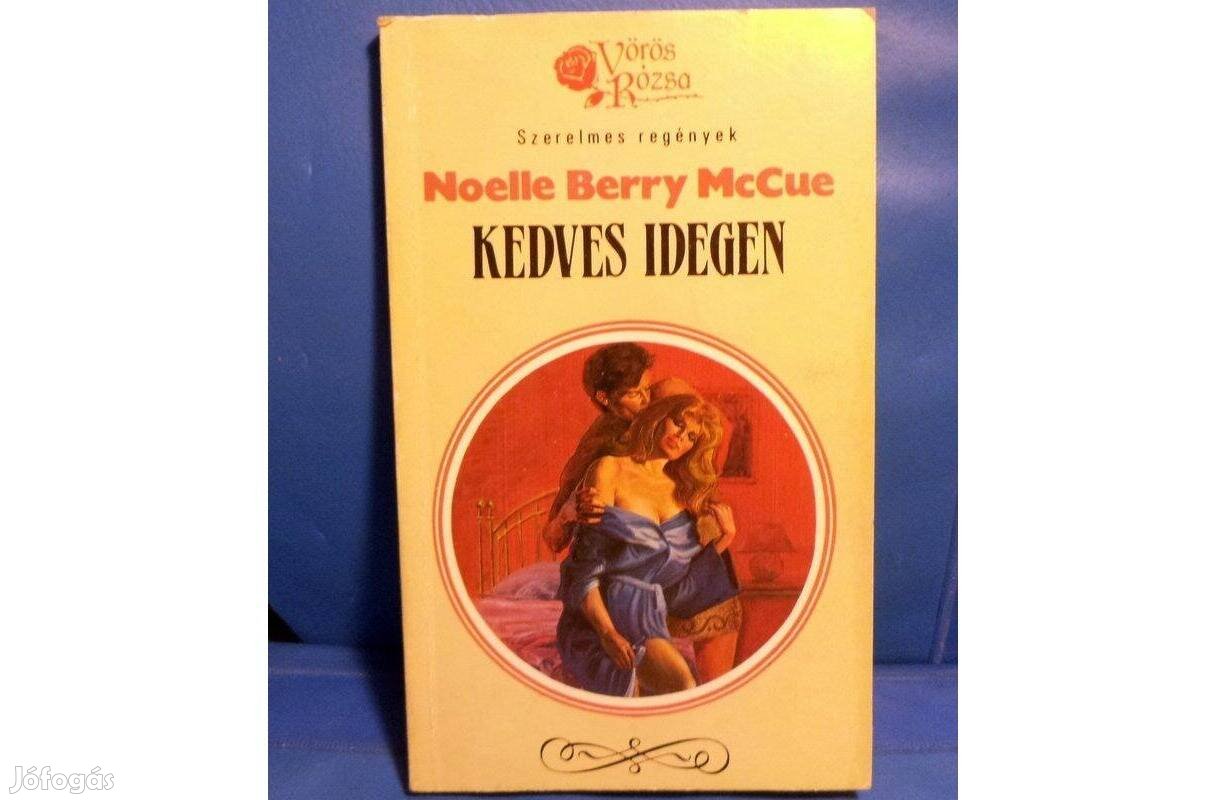 Vörös
Rózsa
Szerelmes regények
Noelle Berry McCue
KEDVES IDEGEN
Jófogás